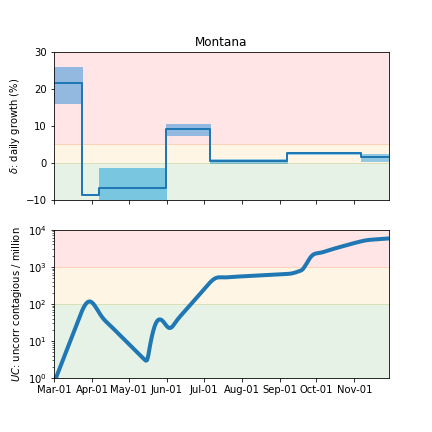 Montana
δ: daily growth (%)
30
20
10
0
−10
UC: uncorr contagious / million
10⁴
10³
10²
10¹
10⁰
Mar-01 Apr-01 May-01 Jun-01 Jul-01 Aug-01 Sep-01 Oct-01 Nov-01